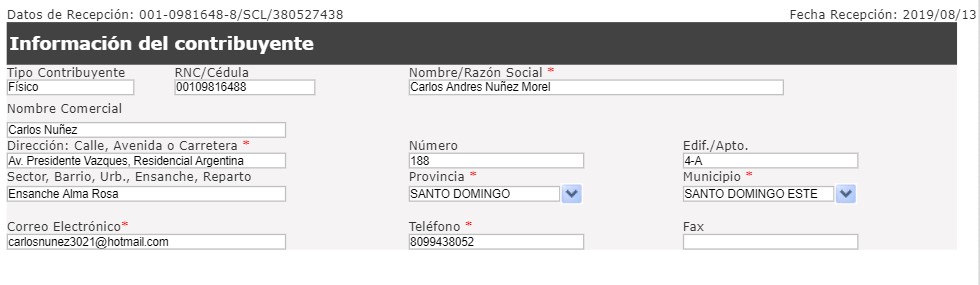 Datos de Recepción: 001-0981648-8/SCL/380527438 Fecha Recepción: 2019/08/13
Información del contribuyente
Tipo Contribuyente RNC/Cédula Nombre/Razón Social *
Físico 00109816488 Carlos Andres Nuñez Morel
Nombre Comercial
Carlos Nuñez
Dirección: Calle, Avenida o Carretera * Número Edif./Apto.
Av. Presidente Vazques, Residencial Argentina 188 4-A
Sector, Barrio, Urb., Ensanche, Reparto Provincia * Municipio *
Ensanche Alma Rosa SANTO DOMINGO SANTO DOMINGO ESTE
Correo Electrónico* Teléfono * Fax
carlosnunez3021@hotmail.com 8099438052